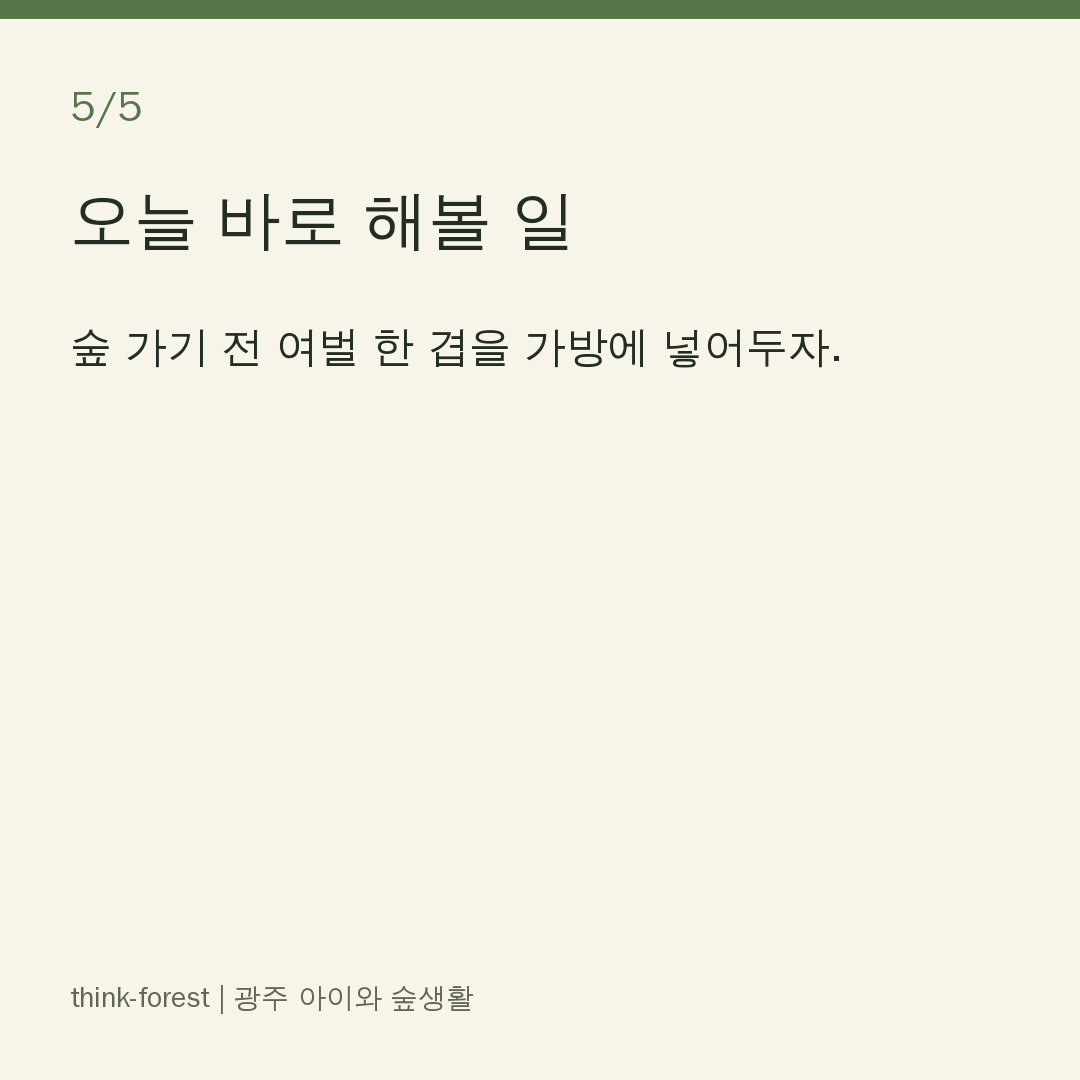 5/5
오늘 바로 해볼 일
숲 가기 전 여벌 한 겹을 가방에 넣어두자.
think-forest | 광주 아이와 숲생활